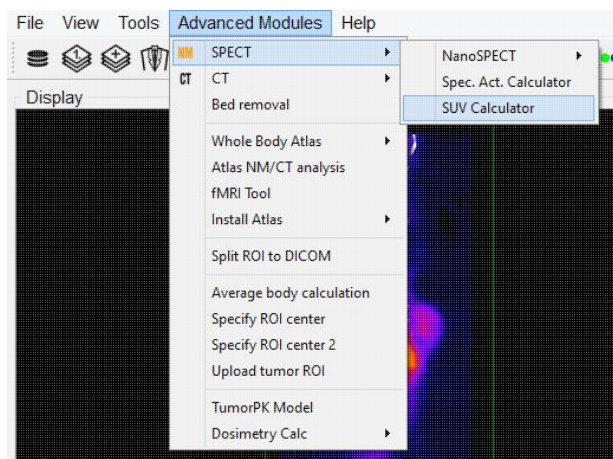 File View Tools Advanced Modules Help
Display
NM SPECT
CT CT
Bed removal
Whole Body Atlas
Atlas NM/CT analysis
fMRI Tool
Install Atlas
Split ROI to DICOM
Average body calculation
Specify ROI center
Specify ROI center 2
Upload tumor ROI
TumorPK Model
Dosimetry Calc
NanoSPECT
Spec. Act. Calculator
SUV Calculator